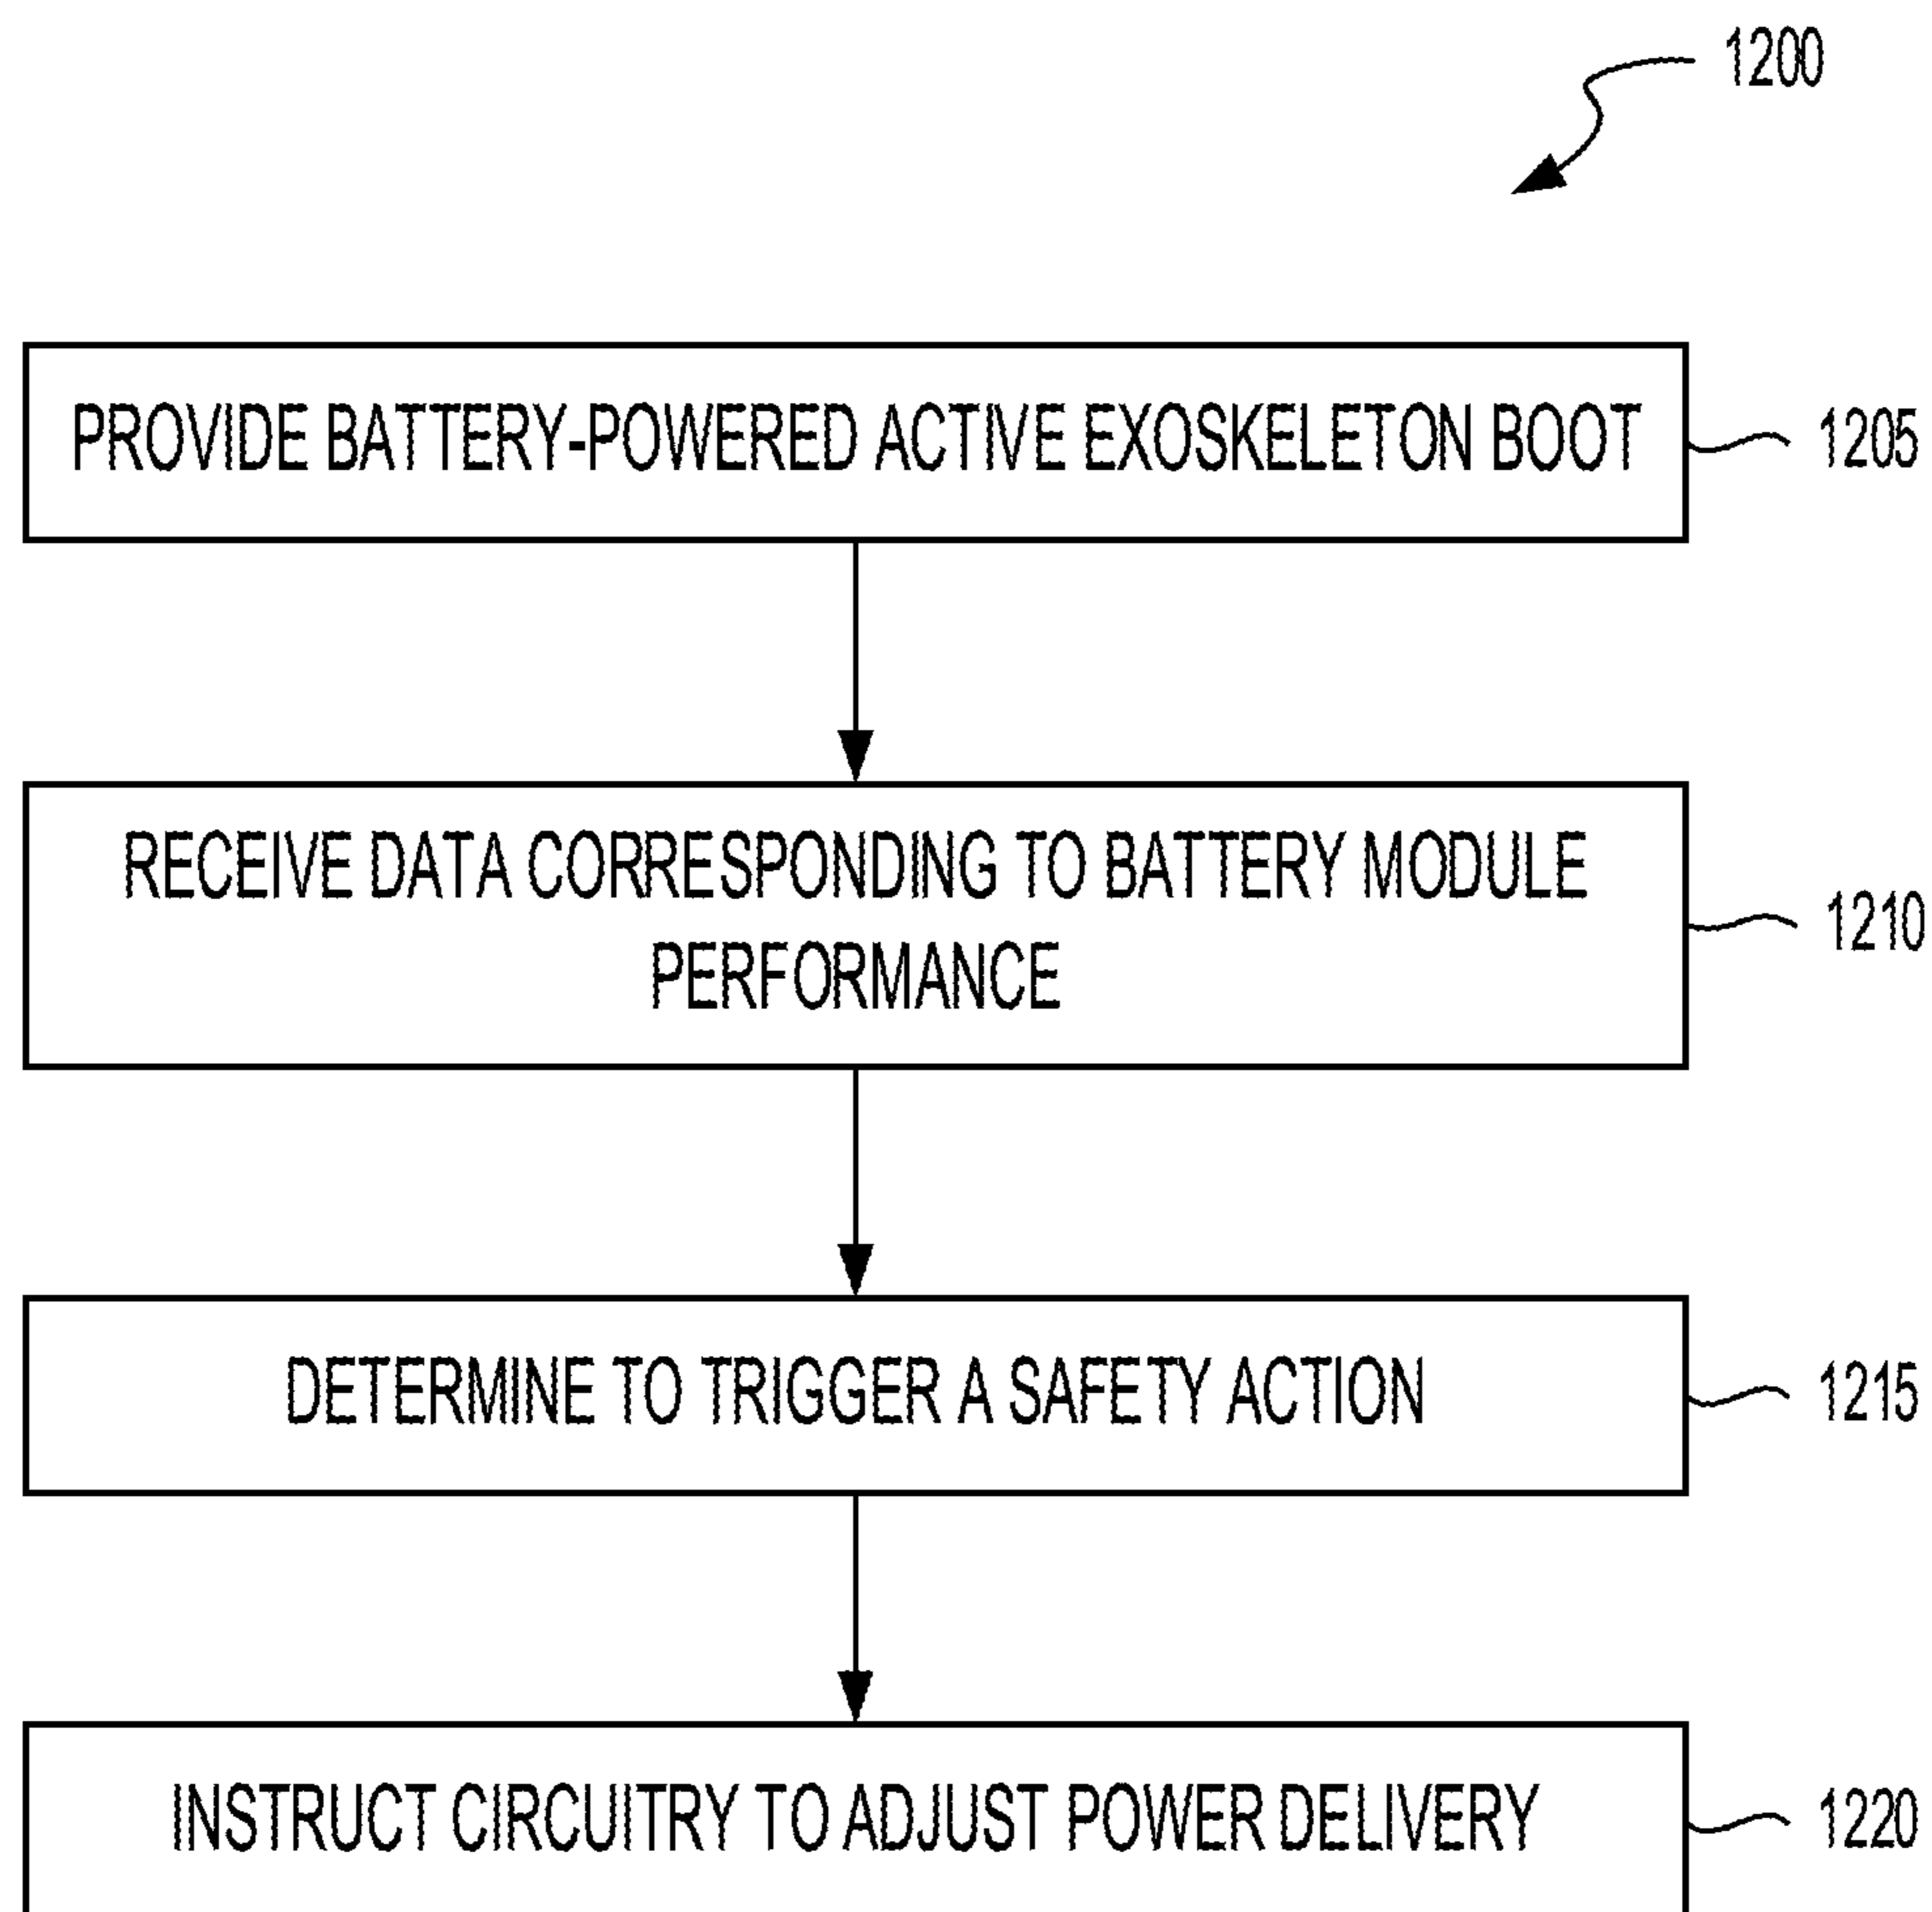 1200
PROVIDE BATTERY-POWERED ACTIVE EXOSKELETON BOOT
1205
RECEIVE DATA CORRESPONDING TO BATTERY MODULE
PERFORMANCE
1210
DETERMINE TO TRIGGER A SAFETY ACTION
1215
INSTRUCT CIRCUITRY TO ADJUST POWER DELIVERY
1220